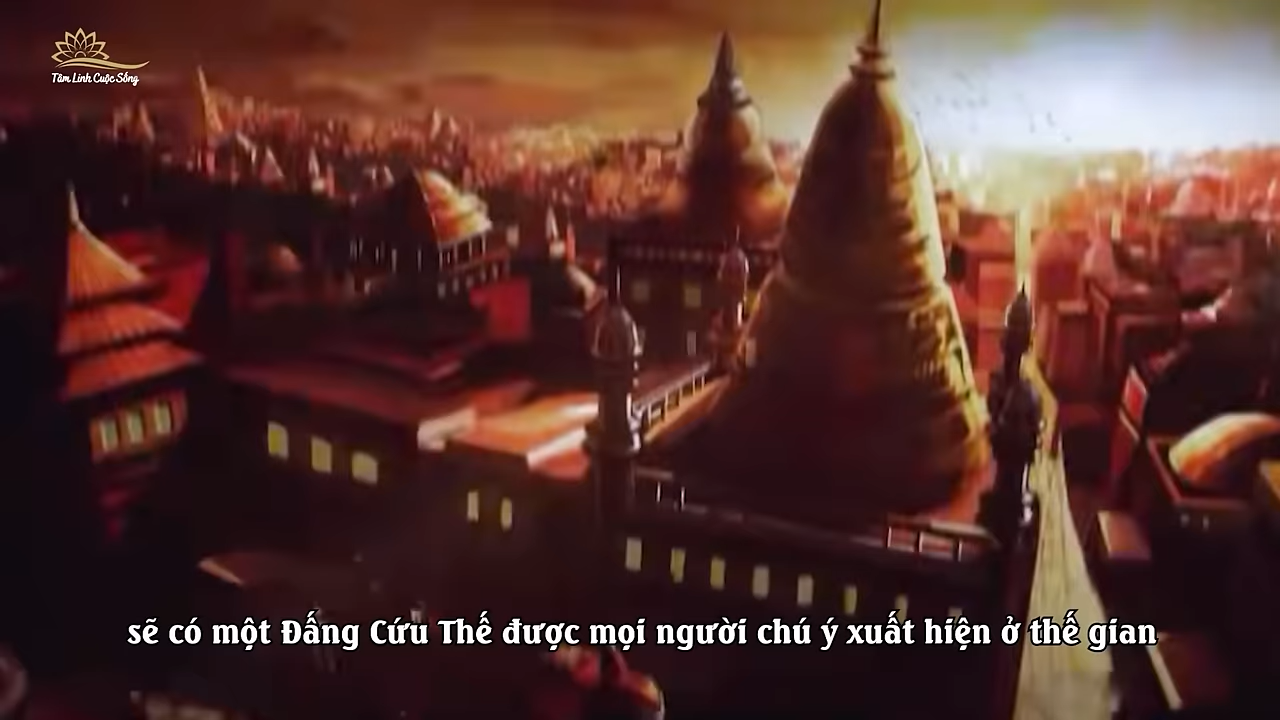 Tâm Linh Cuộc Sống
sẽ có một Đấng Cứu Thế được mọi người chú ý xuất hiện ở thế gian